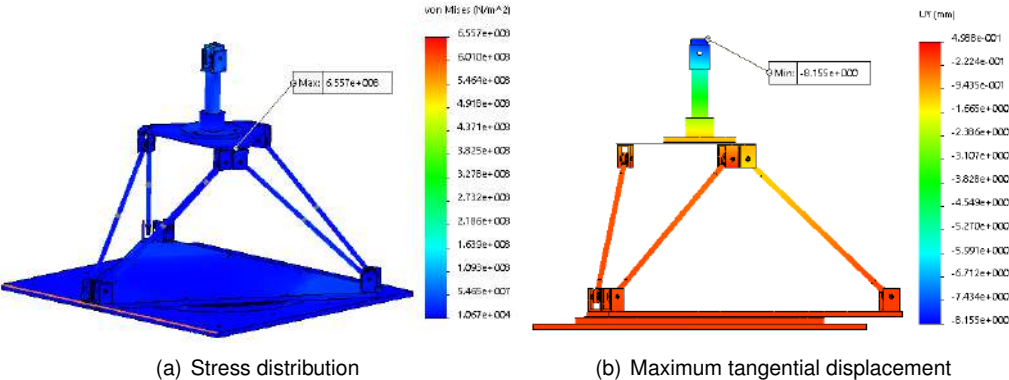 von Mises (N/m^2)
6.557e+008
6.010e+008
5.464e+008
4.918e+008
4.371e+008
3.825e+008
3.278e+008
2.732e+008
2.186e+008
1.639e+008
1.093e+008
5.465e+007
1.067e+004
Max: 6.557e+008
(a) Stress distribution
UY (mm)
4.988e-001
-2.224e-001
-9.435e-001
-1.665e+000
-2.386e+000
-3.107e+000
-3.828e+000
-4.549e+000
-5.270e+000
-5.991e+000
-6.712e+000
-7.434e+000
-8.155e+000
Min: -8.155e+000
(b) Maximum tangential displacement